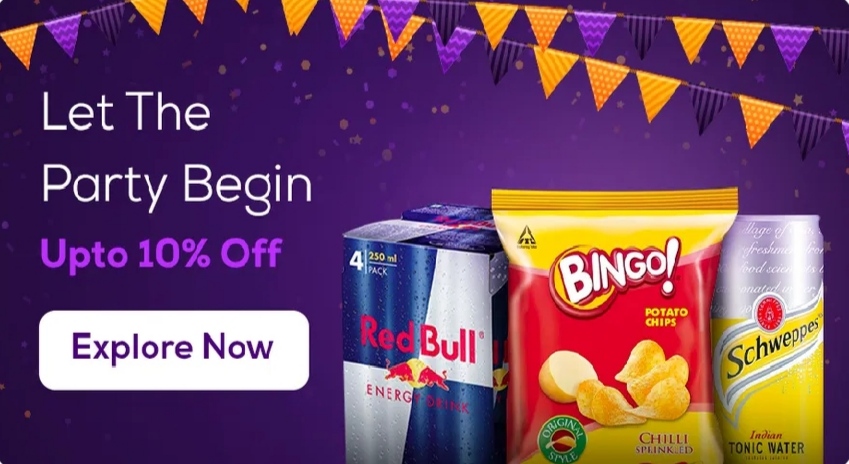 Let The
Party Begin
Upto 10% Off
Explore Now
4
250 ml
PACK
Red Bull®
ENERGY DRINK
ITC
BINGO!
POTATO
CHIPS
ORIGINAL
STYLE
CHILLI
SPRINKLED
Schweppes
Indian
TONIC WATER